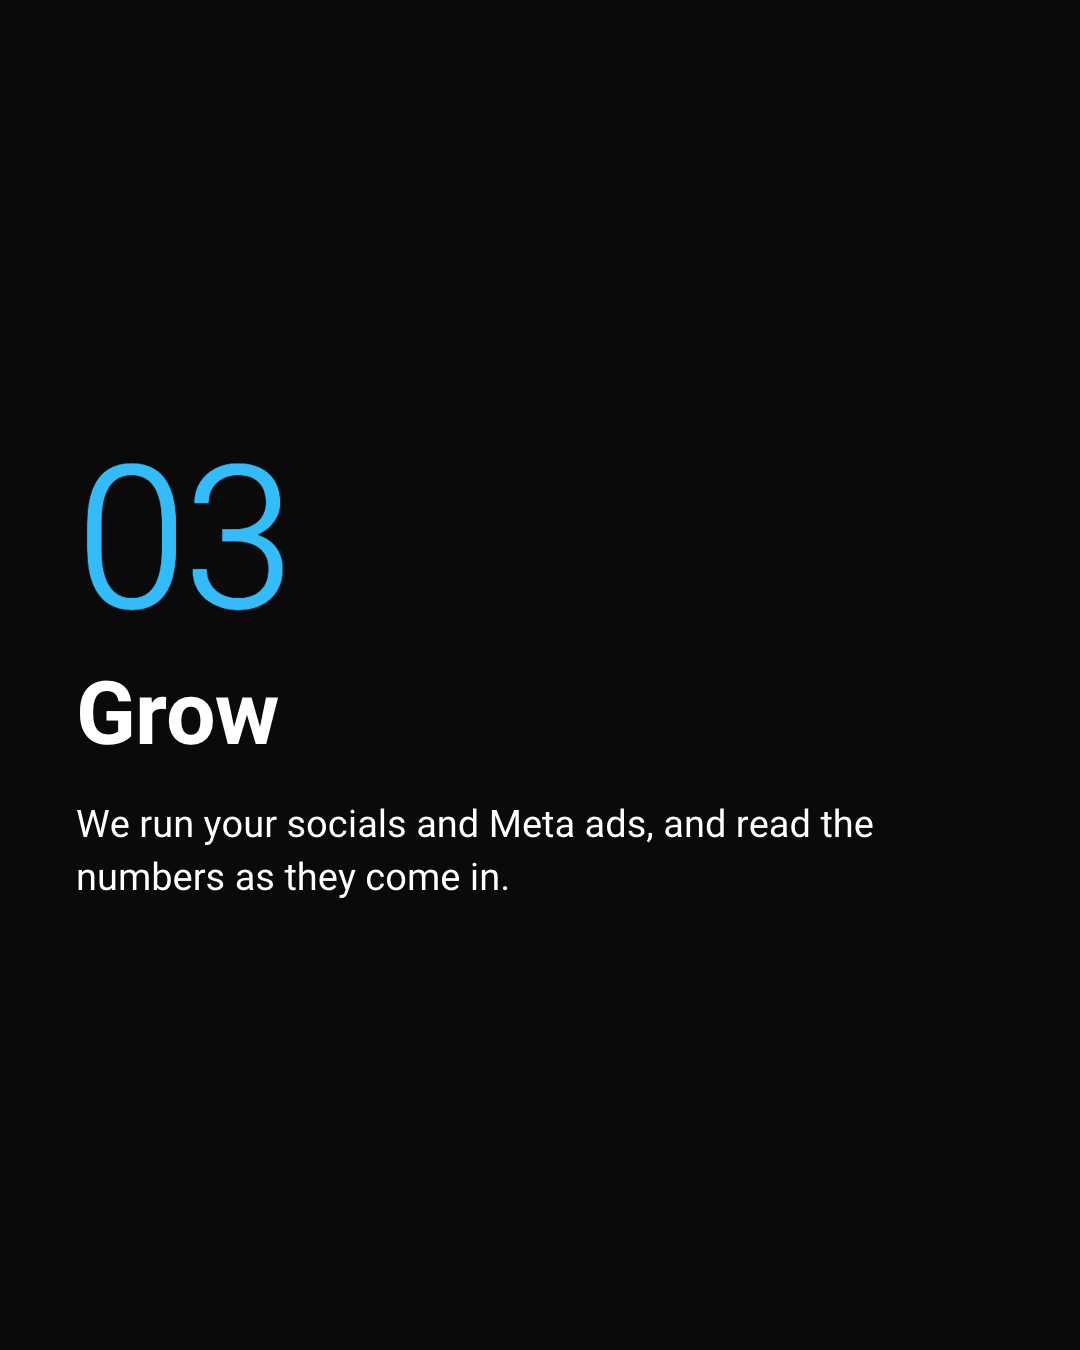 03
Grow
We run your socials and Meta ads, and read the
numbers as they come in.